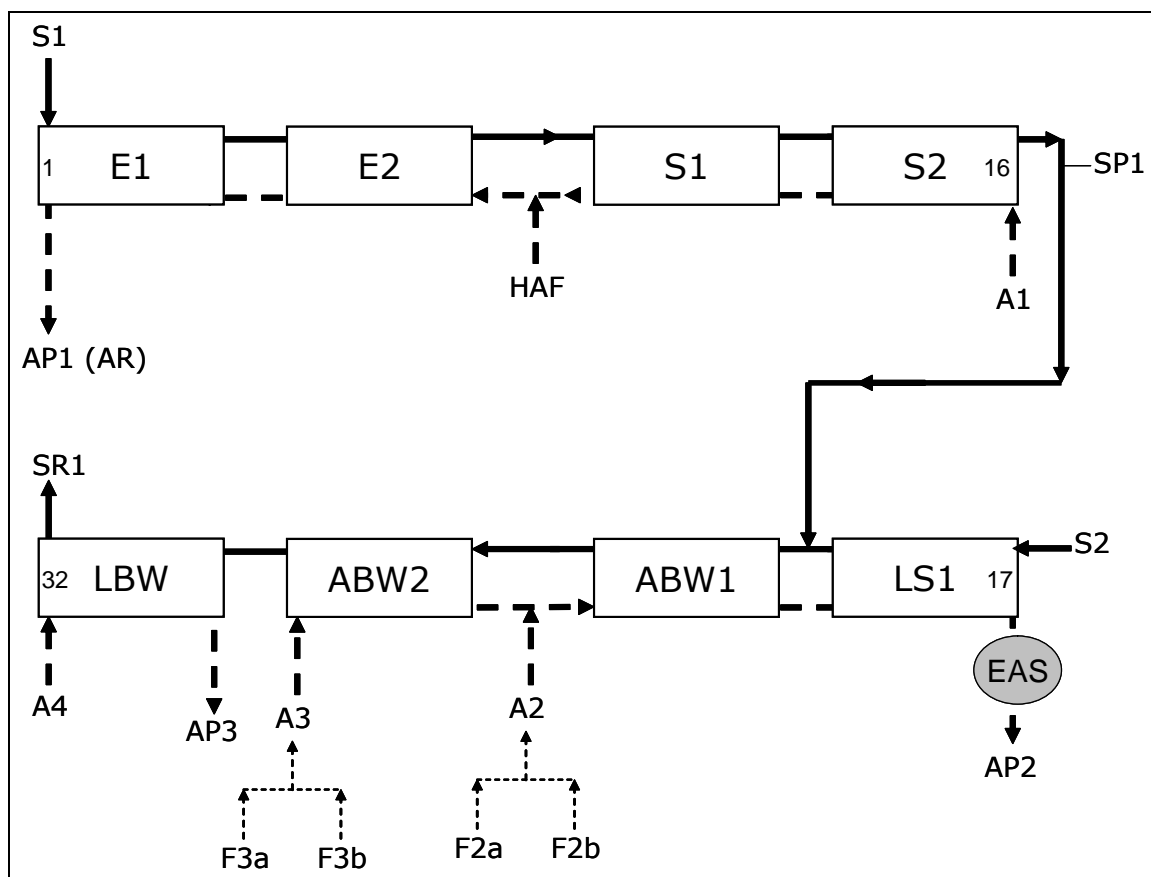 S1
1 E1 E2 S1 S2 16 SP1
HAF A1
AP1 (AR)
SR1
S2
32 LBW ABW2 ABW1 LS1 17
EAS
A4 AP3 A3 A2 AP2
F3a F3b F2a F2b